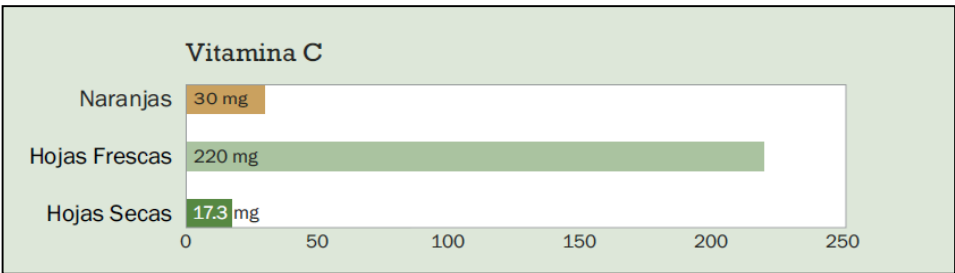 Vitamina C
Naranjas 30 mg
Hojas Frescas 220 mg
Hojas Secas 17.3 mg
0 50 100 150 200 250